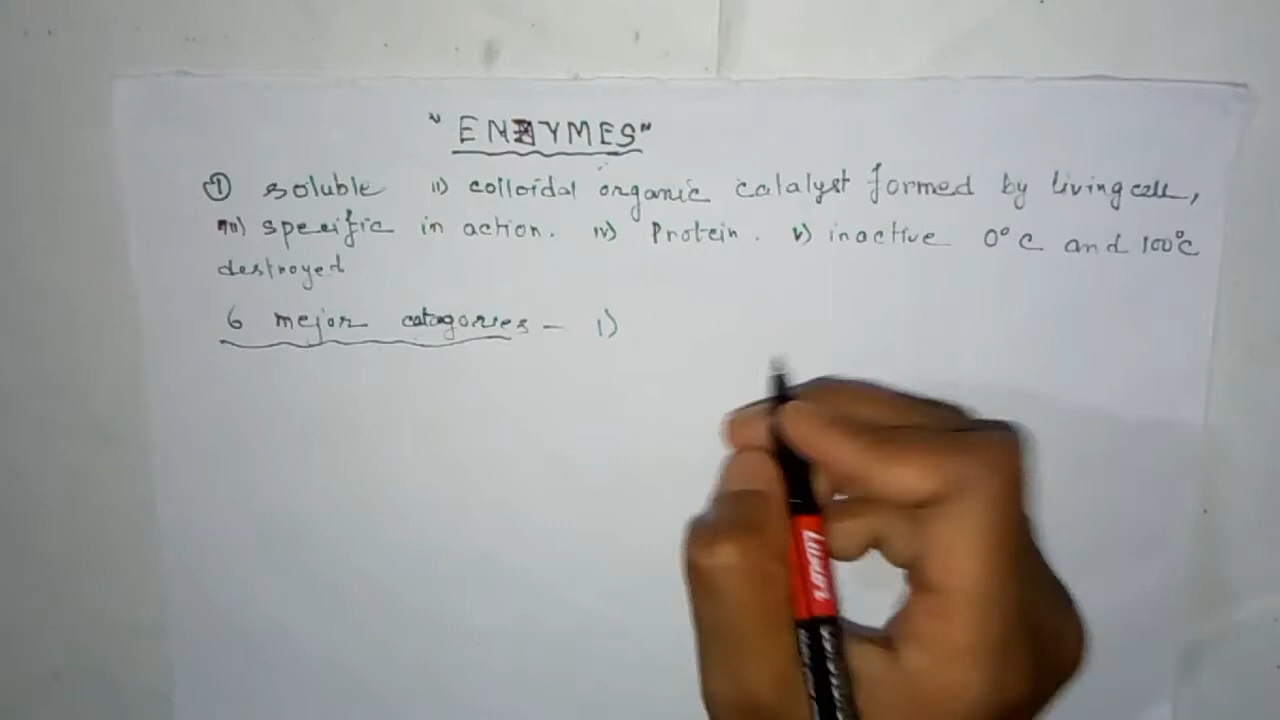 "ENZYMES"
① soluble ii) colloidal organic catalyst formed by living cell,
iii) specific in action. iv) Protein. v) inactive 0°C and 100°C
destroyed
6 mejor catagories - 1)